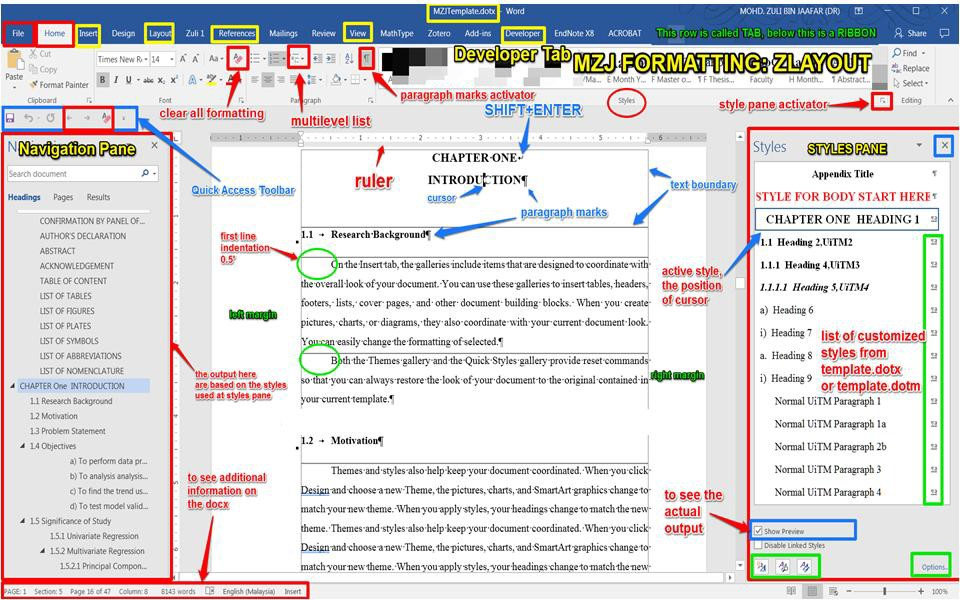 MZJTemplate.dotx - Word
MOHD. ZULI BIN JAAFAR (DR)
File Home Insert Design Layout Zuli 1 References Mailings Review View MathType Zotero Add-ins Developer EndNote X8 ACROBAT
This row is called TAB, below this is a RIBBON
Share
Developer Tab
MZJ FORMATTING: ZLAYOUT
Cut
Copy
Format Painter
Paste
Times New R
14
Find
Replace
Select
Clipboard
Font
Paragraph
Styles
Editing
clear all formatting
multilevel list
paragraph marks activator
SHIFT+ENTER
style pane activator
Navigation Pane
Search document
Headings Pages Results
Quick Access Toolbar
CONFIRMATION BY PANEL OF...
AUTHOR'S DECLARATION
ABSTRACT
ACKNOWLEDGEMENT
TABLE OF CONTENT
LIST OF TABLES
LIST OF FIGURES
LIST OF PLATES
LIST OF SYMBOLS
LIST OF ABBREVIATIONS
LIST OF NOMENCLATURE
CHAPTER One INTRODUCTION
1.1 Research Background
1.2 Motivation
1.3 Problem Statement
1.4 Objectives
a) To perform data pr...
b) To analysis analysis...
c) To find the trend us...
d) To test model valid...
1.5 Significance of Study
1.5.1 Univariate Regression
1.5.2 Multivariate Regression
1.5.2.1 Principal Compon...
the output here
are based on the styles
used at styles pane
to see additional
information on
the docx
ruler
first line
indentation
0.5'
left margin
CHAPTER ONE
INTRODUCTION¶
cursor
paragraph marks
text boundary
right margin
1.1 → Research Background¶
On the Insert tab, the galleries include items that are designed to coordinate with
the overall look of your document. You can use these galleries to insert tables, headers,
footers, lists, cover pages, and other document building blocks. When you create
pictures, charts, or diagrams, they also coordinate with your current document look.
You can easily change the formatting of selected.¶
Both the Themes gallery and the Quick Styles gallery provide reset commands
so that you can always restore the look of your document to the original contained in
your current template.¶
1.2 → Motivation¶
Themes and styles also help keep your document coordinated. When you click
Design and choose a new Theme, the pictures, charts, and SmartArt graphics change to
match your new theme. When you apply styles, your headings change to match the new
theme. Themes and styles also help keep your document coordinated. When you click
Design and choose a new Theme, the pictures, charts, and SmartArt graphics change to
match your new theme. When you apply styles, your headings change to match the new
Styles
STYLES PANE
Appendix Title
STYLE FOR BODY START HERE
CHAPTER ONE HEADING 1
1.1 Heading 2,UiTM2
1.1.1 Heading 4,UiTM3
1.1.1.1 Heading 5,UiTM4
a) Heading 6
i) Heading 7
a. Heading 8
i) Heading 9
Normal UiTM Paragraph 1
Normal UiTM Paragraph 1a
Normal UiTM Paragraph 2b
Normal UiTM Paragraph 3
Normal UiTM Paragraph 4
active style,
the position
of cursor
list of customized
styles from
template.dotx
or template.dotm
to see the
actual
output
Show Preview
Disable Linked Styles
Options...
PAGE: 1 Section: 5 Page 16 of 47 Column: 8 8143 words English (Malaysia) Insert
100%